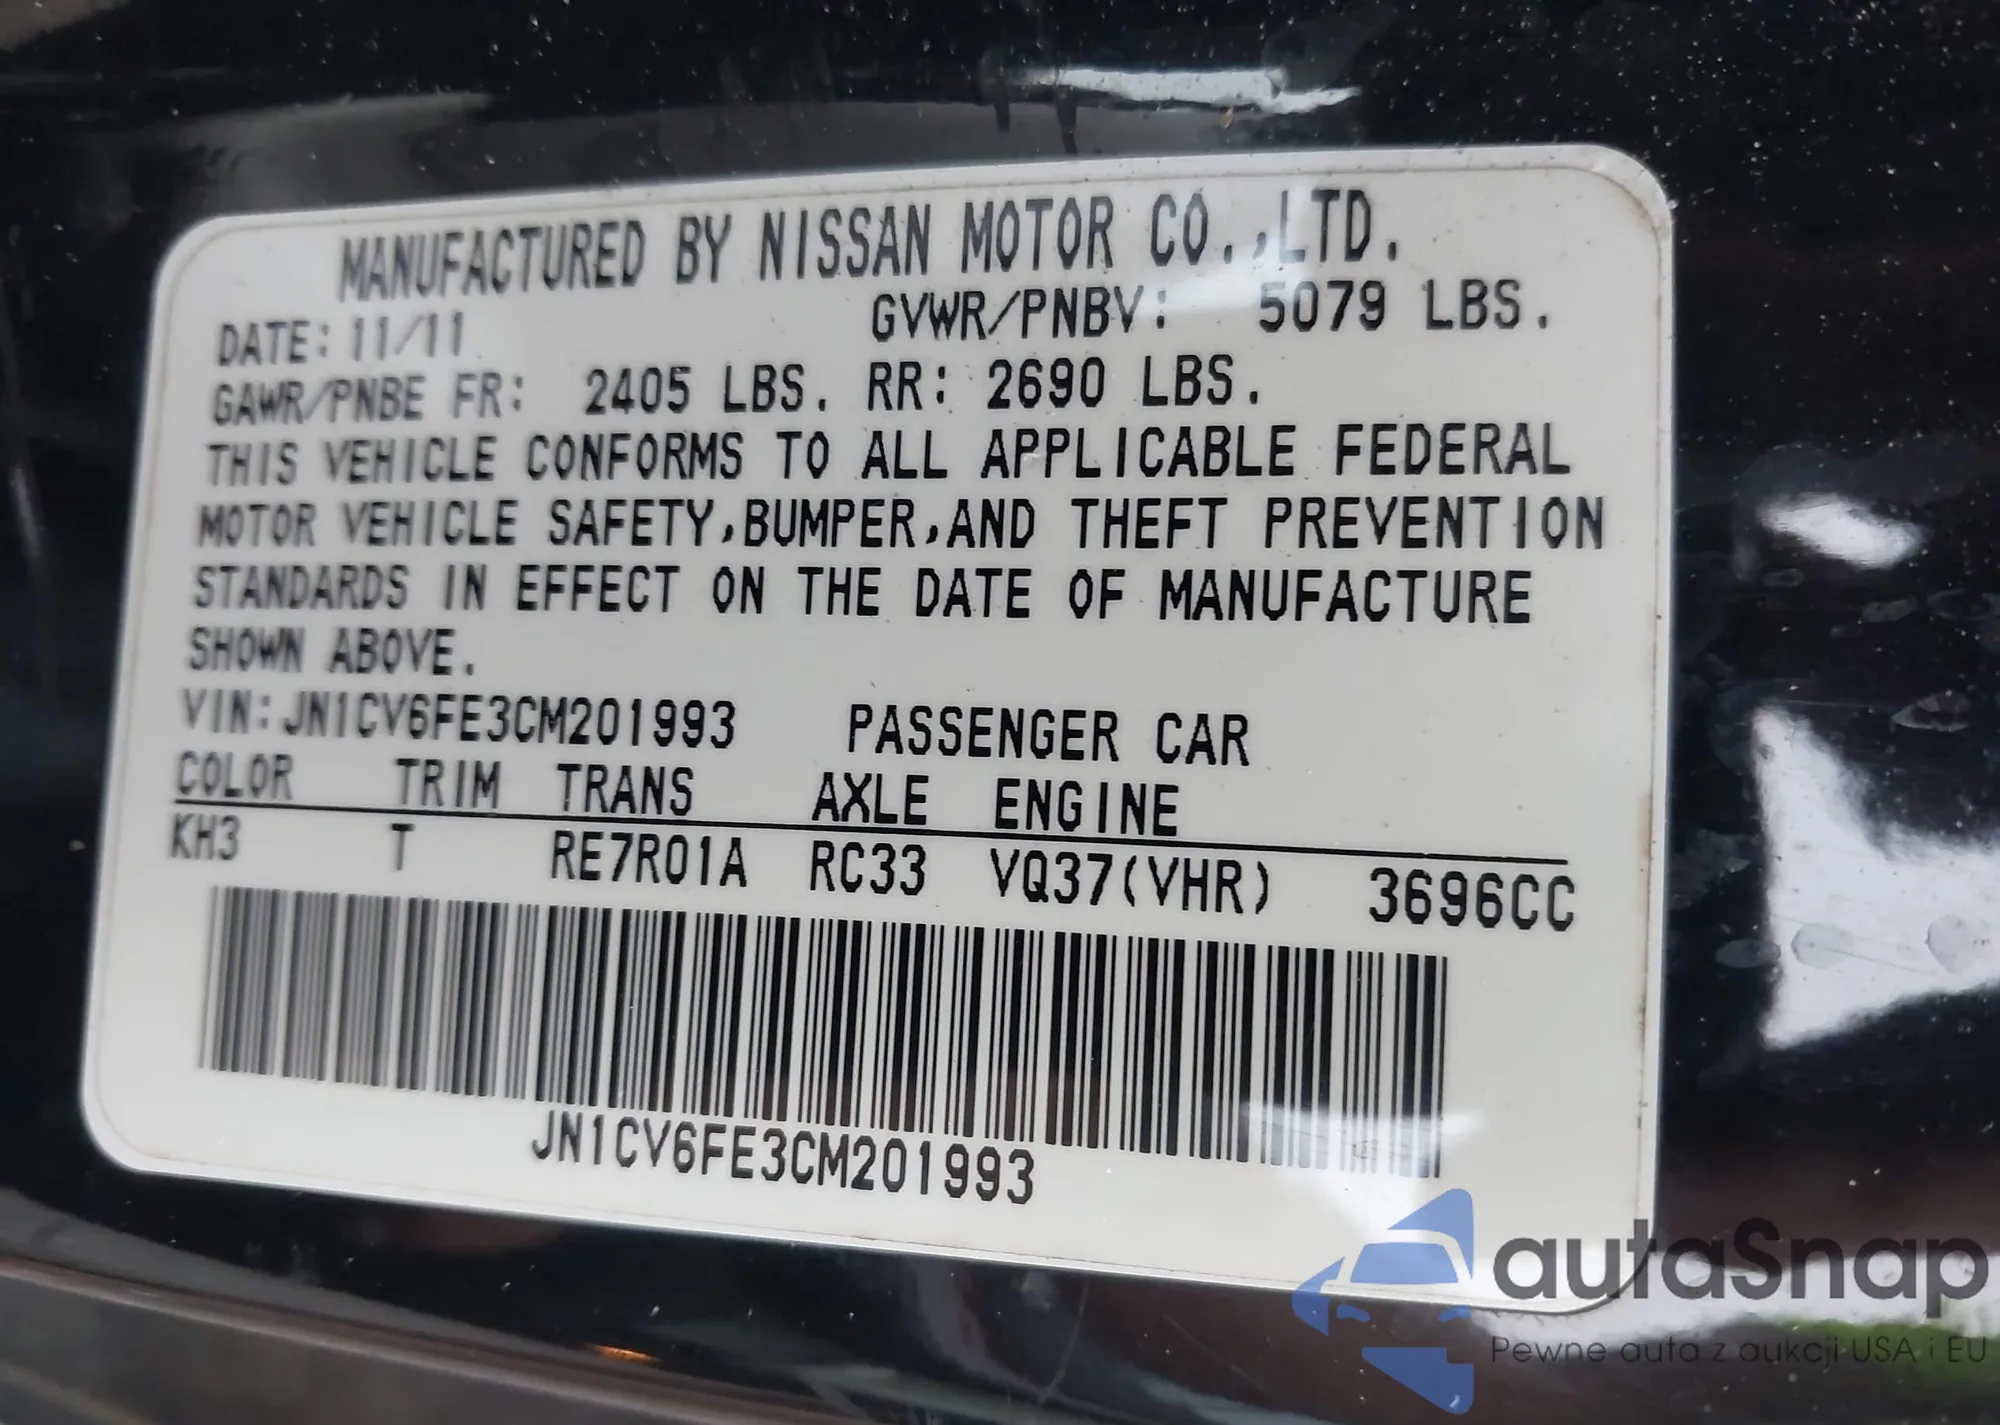 MANUFACTURED BY NISSAN MOTOR CO.,LTD.
DATE: 11/11 GVWR/PNBV: 5079 LBS.
GAWR/PNBE FR: 2405 LBS. RR: 2690 LBS.
THIS VEHICLE CONFORMS TO ALL APPLICABLE FEDERAL
MOTOR VEHICLE SAFETY,BUMPER,AND THEFT PREVENTION
STANDARDS IN EFFECT ON THE DATE OF MANUFACTURE
SHOWN ABOVE.
VIN:JN1CV6FE3CM201993 PASSENGER CAR
COLOR TRIM TRANS AXLE ENGINE
KH3 T RE7R01A RC33 VQ37(VHR) 3696CC
JN1CV6FE3CM201993
autaSnap
Pewne auta z aukcji USA i EU